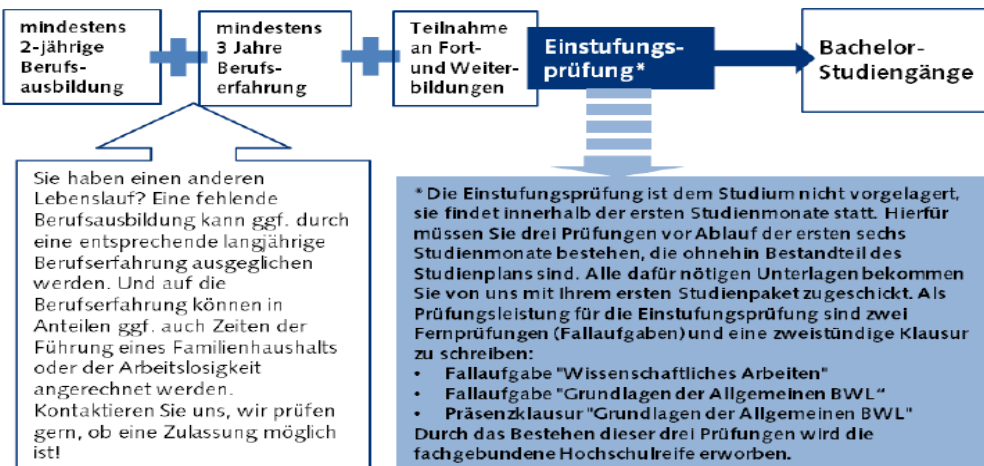 mindestens
2-jährige
Berufs-
ausbildung
mindestens
3 Jahre
Berufs-
erfahrung
Teilnahme
an Fort-
und Weiter-
bildungen
Einstufungs-
prüfung*
Bachelor-
Studiengänge
Sie haben einen anderen
Lebenslauf? Eine fehlende
Berufsausbildung kann ggf. durch
eine entsprechende langjährige
Berufserfahrung ausgeglichen
werden. Und auf die
Berufserfahrung können in
Anteilen ggf. auch Zeiten der
Führung eines Familienhaushalts
oder der Arbeitslosigkeit
angerechnet werden.
Kontaktieren Sie uns, wir prüfen
gern, ob eine Zulassung möglich
ist!
* Die Einstufungsprüfung ist dem Studium nicht vorgelagert,
sie findet innerhalb der ersten Studienmonate statt. Hierfür
müssen Sie drei Prüfungen vor Ablauf der ersten sechs
Studienmonate bestehen, die ohnehin Bestandteil des
Studienplans sind. Alle dafür nötigen Unterlagen bekommen
Sie von uns mit Ihrem ersten Studienpaket zugeschickt. Als
Prüfungsleistung für die Einstufungsprüfung sind zwei
Fernprüfungen (Fallaufgaben) und eine zweistündige Klausur
zu schreiben:
• Fallaufgabe "Wissenschaftliches Arbeiten"
• Fallaufgabe "Grundlagen der Allgemeinen BWL“
• Präsenzklausur "Grundlagen der Allgemeinen BWL"
Durch das Bestehen dieser drei Prüfungen wird die
fachgebundene Hochschulreife erworben.